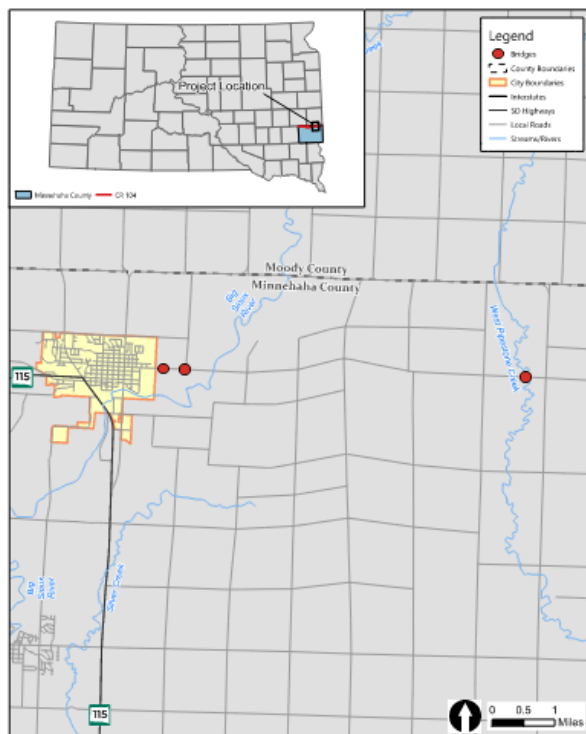 Project Location
Minnehaha County
CR 104
Legend
Bridges
County Boundaries
City Boundaries
Interstates
SD Highways
Local Roads
Streams/Rivers
Moody County
Minnehaha County
Big
Sioux
River
West Pipestone Creek
115
Silver Creek
Big
Sioux
River
115
0 0.5 1
Miles